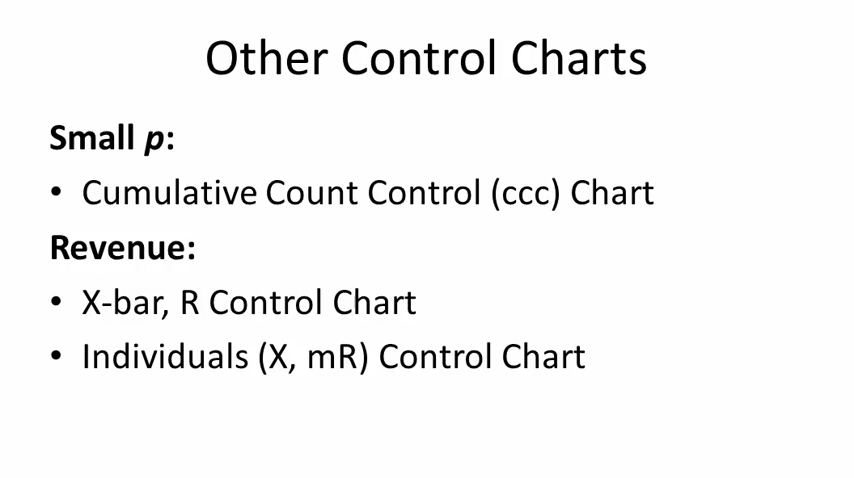 Other Control Charts
Small p:
• Cumulative Count Control (ccc) Chart
Revenue:
• X-bar, R Control Chart
• Individuals (X, mR) Control Chart